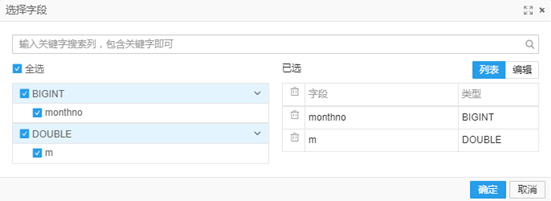 选择字段
输入关键字搜索列，包含关键字即可
全选
BIGINT
monthno
DOUBLE
m
已选
列表 编辑
字段 类型
monthno BIGINT
m DOUBLE
确定 取消